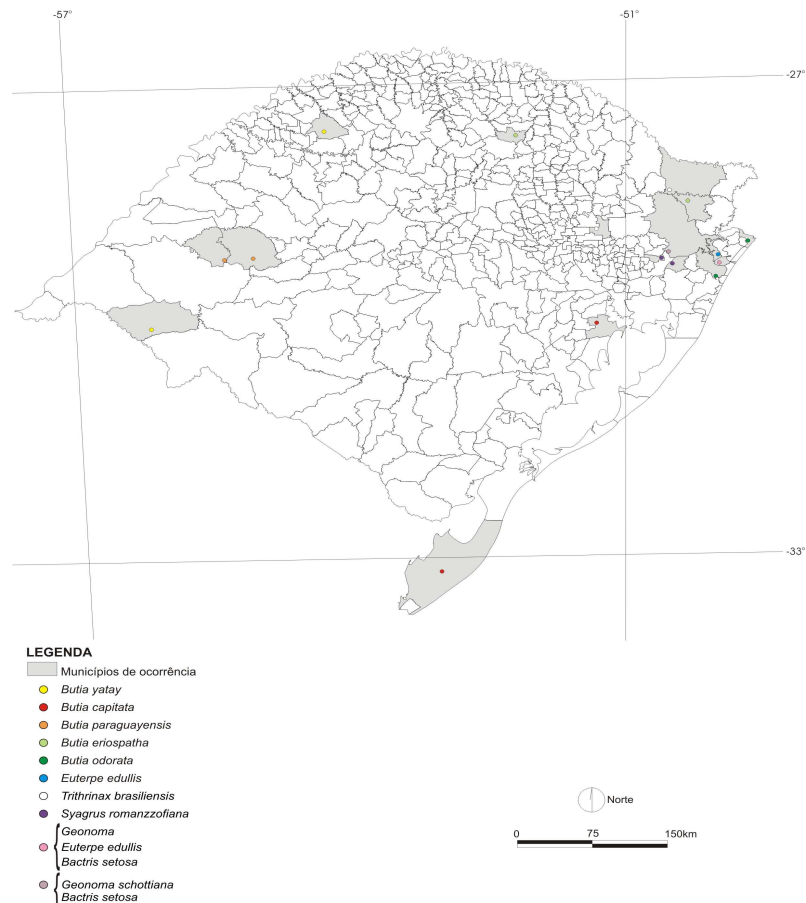 -57°
-51°
-27°
-33°
LEGENDA
Municípios de ocorrência
Butia yatay
Butia capitata
Butia paraguayensis
Butia eriospatha
Butia odorata
Euterpe edullis
Trithrinax brasiliensis
Syagrus romanzzofiana
Geonoma
Euterpe edullis
Bactris setosa
Geonoma schottiana
Bactris setosa
Norte
0 75 150km